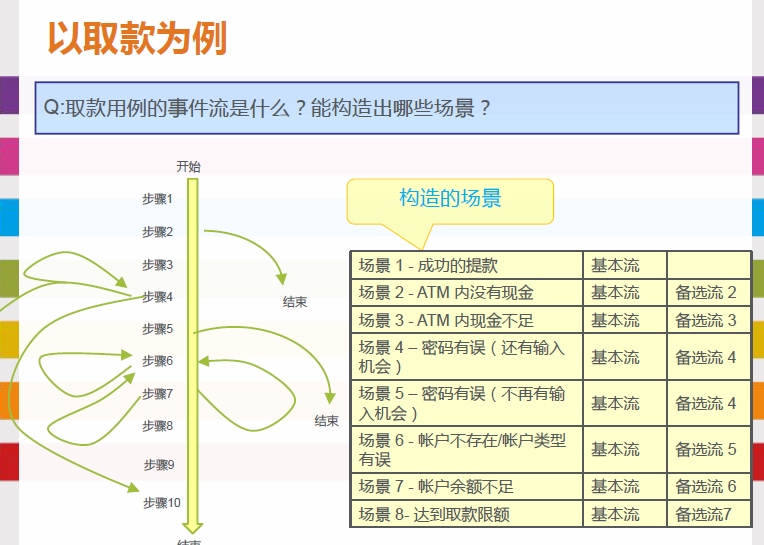 以取款为例
Q:取款用例的事件流是什么？能构造出哪些场景？
开始
步骤1
步骤2
步骤3
步骤4
步骤5
步骤6
步骤7
步骤8
步骤9
步骤10
结束
结束
结束
构造的场景
场景 1 - 成功的提款 基本流
场景 2 - ATM 内没有现金 基本流 备选流 2
场景 3 - ATM 内现金不足 基本流 备选流 3
场景 4 – 密码有误（还有输入
机会） 基本流 备选流 4
场景 5 – 密码有误（不再有输
入机会） 基本流 备选流 4
场景 6 - 帐户不存在/帐户类型
有误 基本流 备选流 5
场景 7 - 帐户余额不足 基本流 备选流 6
场景 8- 达到取款限额 基本流 备选流7